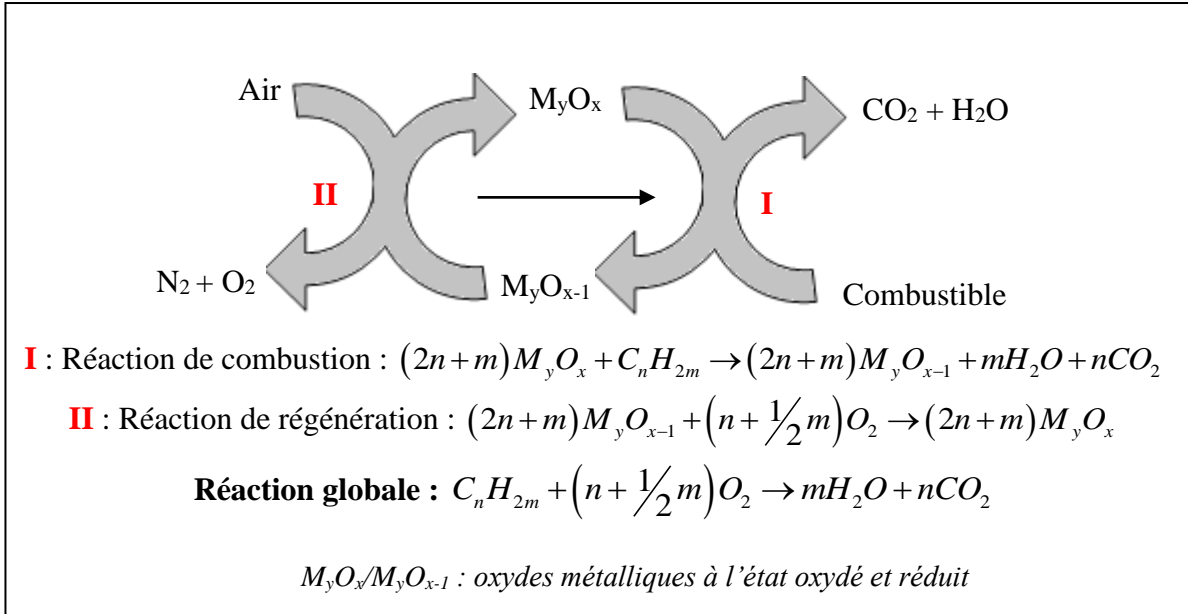 Air
MyOx
CO2 + H2O
II
I
N2 + O2
MyOx-1
Combustible
I : Réaction de combustion : (2n + m)MyOx + CnH2m → (2n + m)MyOx−1 + mH2O + nCO2
II : Réaction de régénération : (2n + m)MyOx−1 + (n + 1/2 m)O2 → (2n + m)MyOx
Réaction globale : CnH2m + (n + 1/2 m)O2 → mH2O + nCO2
MyOx/MyOx-1 : oxydes métalliques à l’état oxydé et réduit